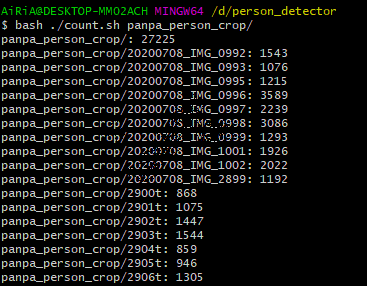 AiRiA@DESKTOP-MMO2ACH MINGW64 /d/person_detector
$ bash ./count.sh panpa_person_crop/
panpa_person_crop/: 27225
panpa_person_crop/20200708_IMG_0992: 1543
panpa_person_crop/20200708_IMG_0993: 1076
panpa_person_crop/20200708_IMG_0995: 1215
panpa_person_crop/20200708_IMG_0996: 3589
panpa_person_crop/20200708_IMG_0997: 2239
panpa_person_crop/20200708_IMG_0998: 3086
panpa_person_crop/20200708_IMG_0999: 1293
panpa_person_crop/20200708_IMG_1001: 1926
panpa_person_crop/20200708_IMG_1002: 2022
panpa_person_crop/20200708_IMG_2899: 1192
panpa_person_crop/2900t: 868
panpa_person_crop/2901t: 1075
panpa_person_crop/2902t: 1447
panpa_person_crop/2903t: 1544
panpa_person_crop/2904t: 859
panpa_person_crop/2905t: 946
panpa_person_crop/2906t: 1305